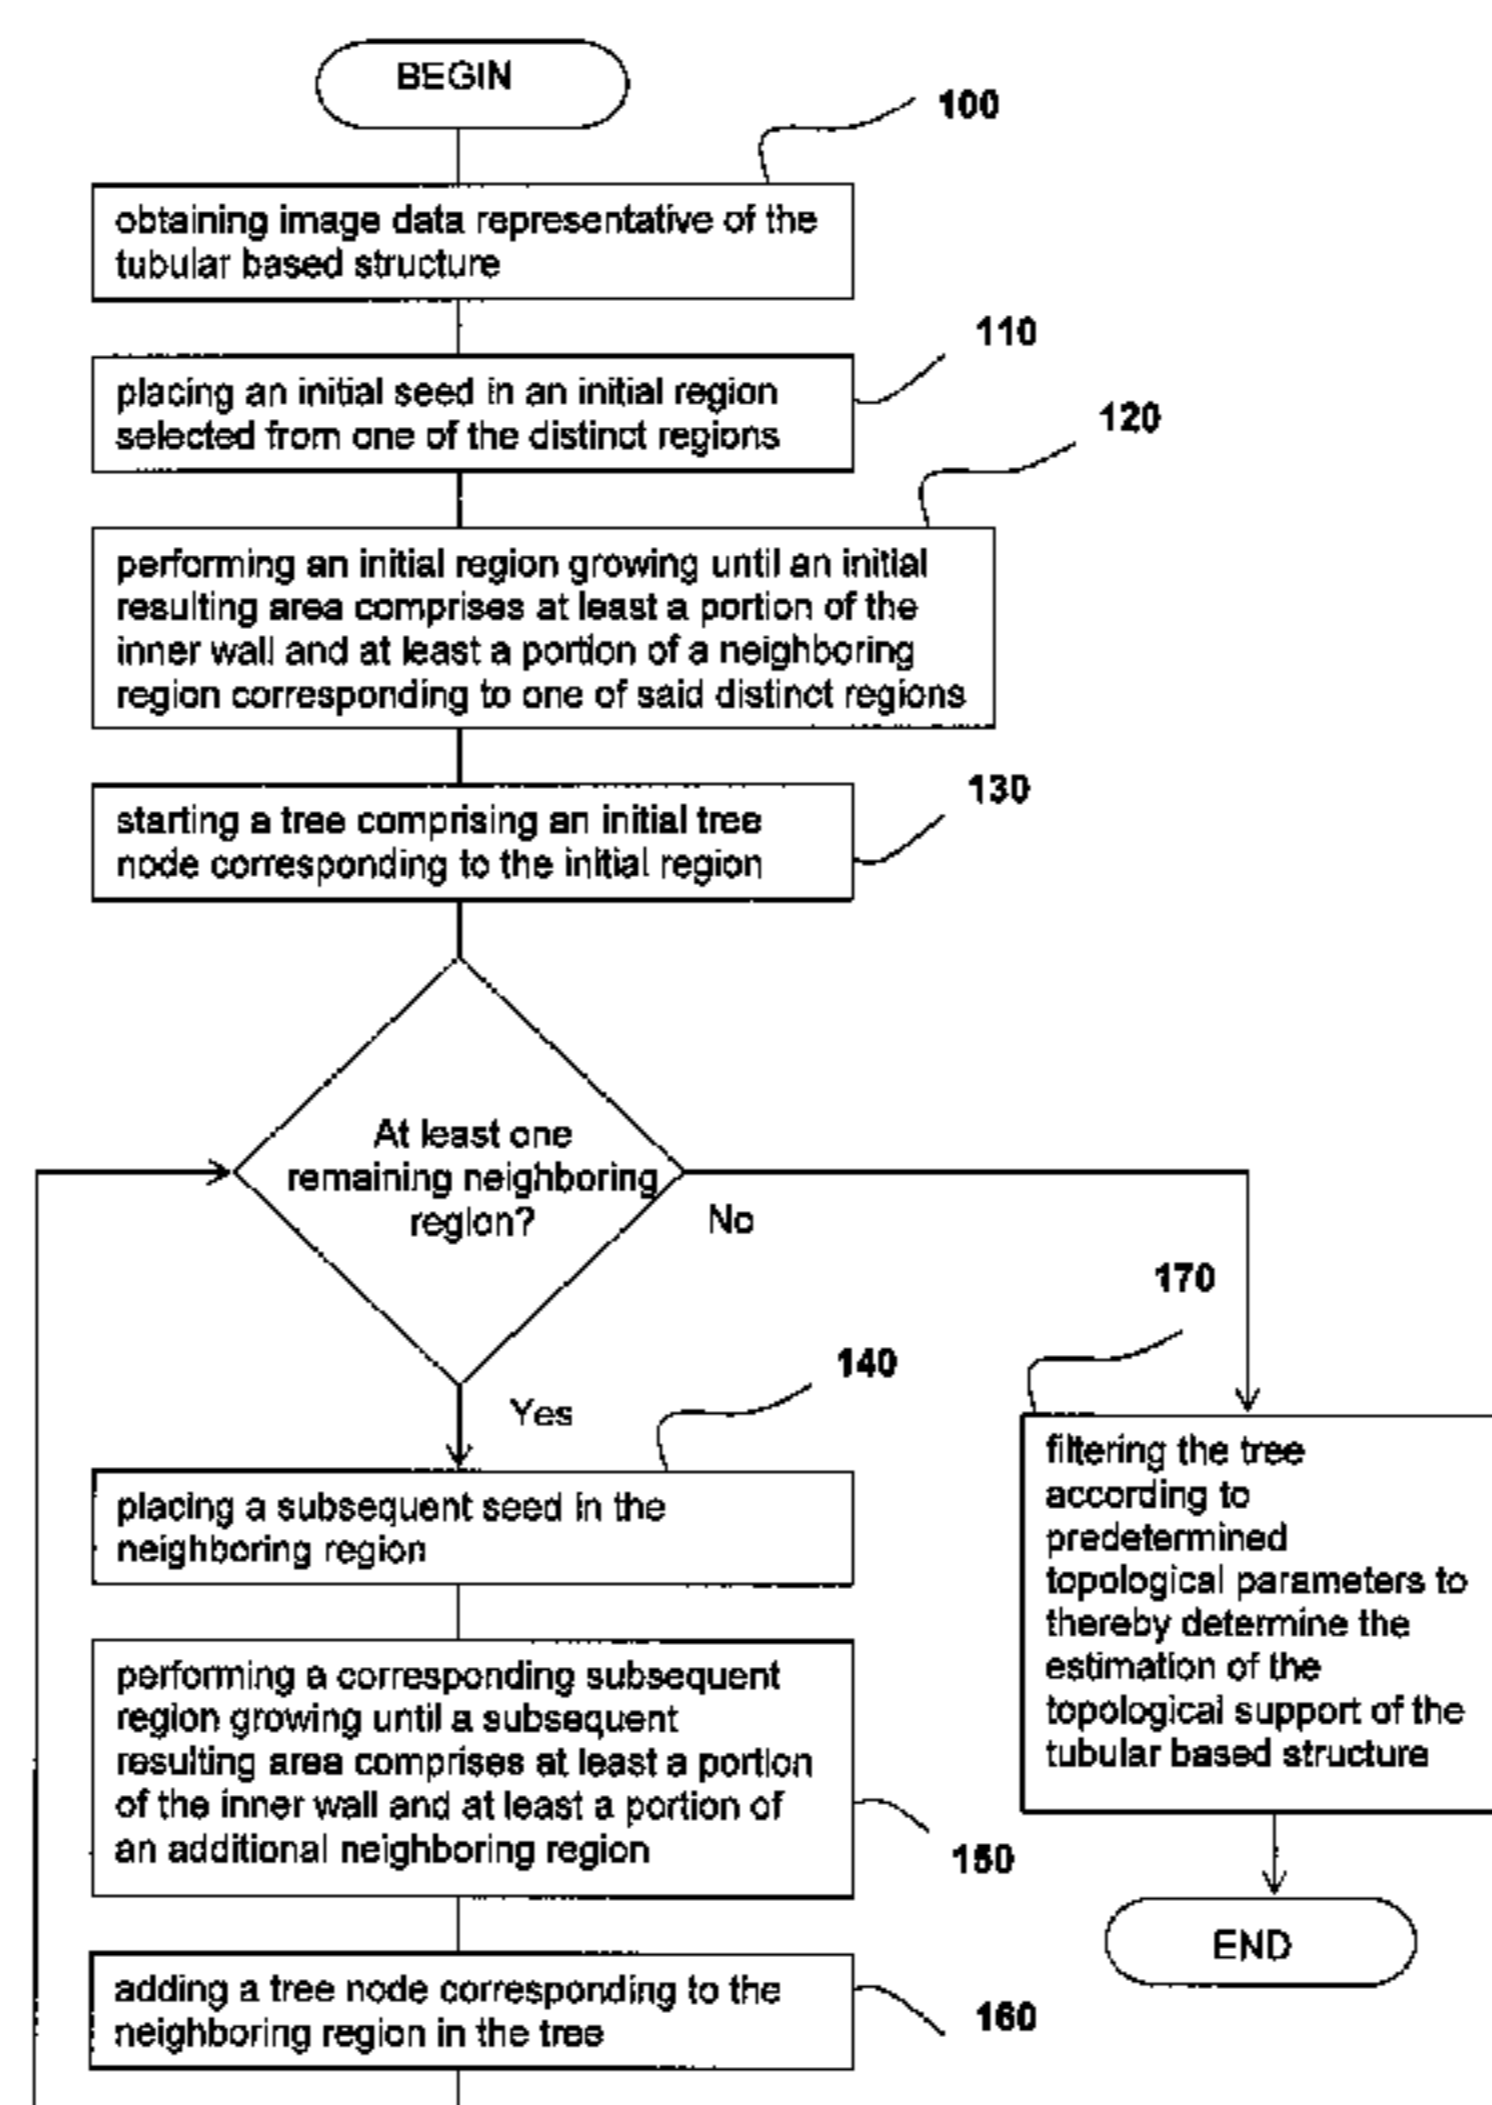 BEGIN
100
obtaining image data representative of the
tubular based structure
110
placing an initial seed in an initial region
selected from one of the distinct regions
120
performing an initial region growing until an initial
resulting area comprises at least a portion of the
inner wall and at least a portion of a neighboring
region corresponding to one of said distinct regions
130
starting a tree comprising an initial tree
node corresponding to the initial region
At least one
remaining neighboring
region?
No
Yes
140
placing a subsequent seed in the
neighboring region
performing a corresponding subsequent
region growing until a subsequent
resulting area comprises at least a portion
of the inner wall and at least a portion of
an additional neighboring region
150
adding a tree node corresponding to the
neighboring region in the tree
160
170
filtering the tree
according to
predetermined
topological parameters to
thereby determine the
estimation of the
topological support of the
tubular based structure
END